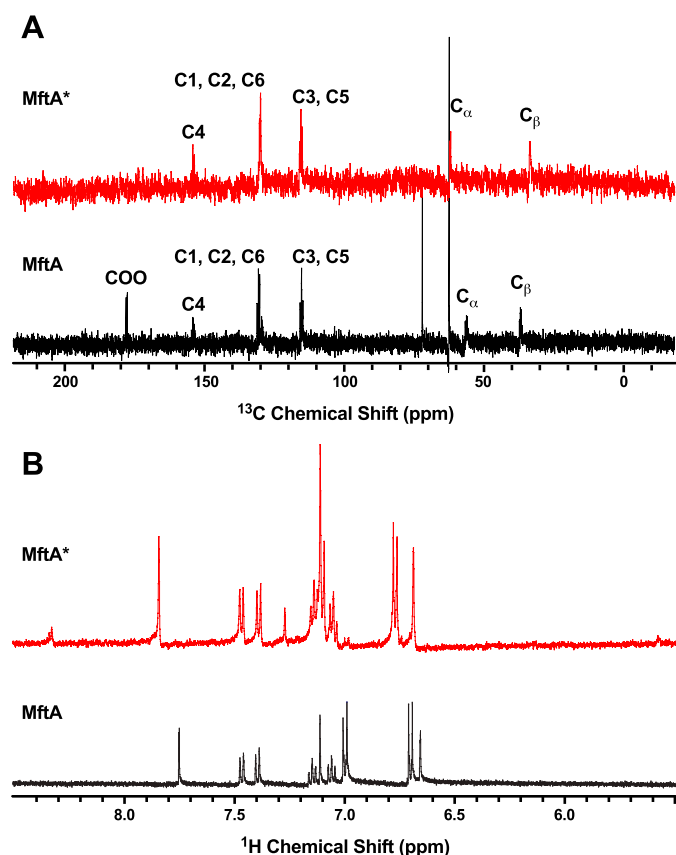 A
MftA*
C4
C1, C2, C6
C3, C5
Cα
Cβ
MftA
COO
C4
C1, C2, C6
C3, C5
Cα
Cβ
200 150 100 50 0
13C Chemical Shift (ppm)
B
MftA*
MftA
8.0 7.5 7.0 6.5 6.0
1H Chemical Shift (ppm)